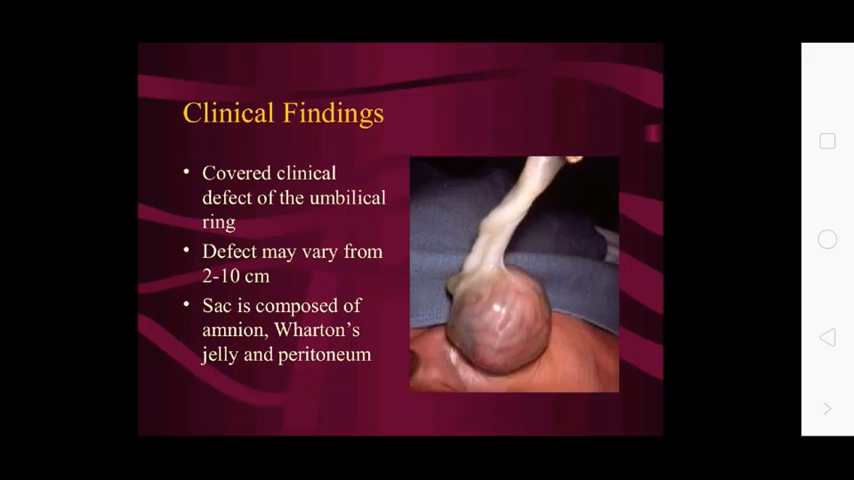 Clinical Findings
• Covered clinical
defect of the umbilical
ring
• Defect may vary from
2-10 cm
• Sac is composed of
amnion, Wharton's
jelly and peritoneum